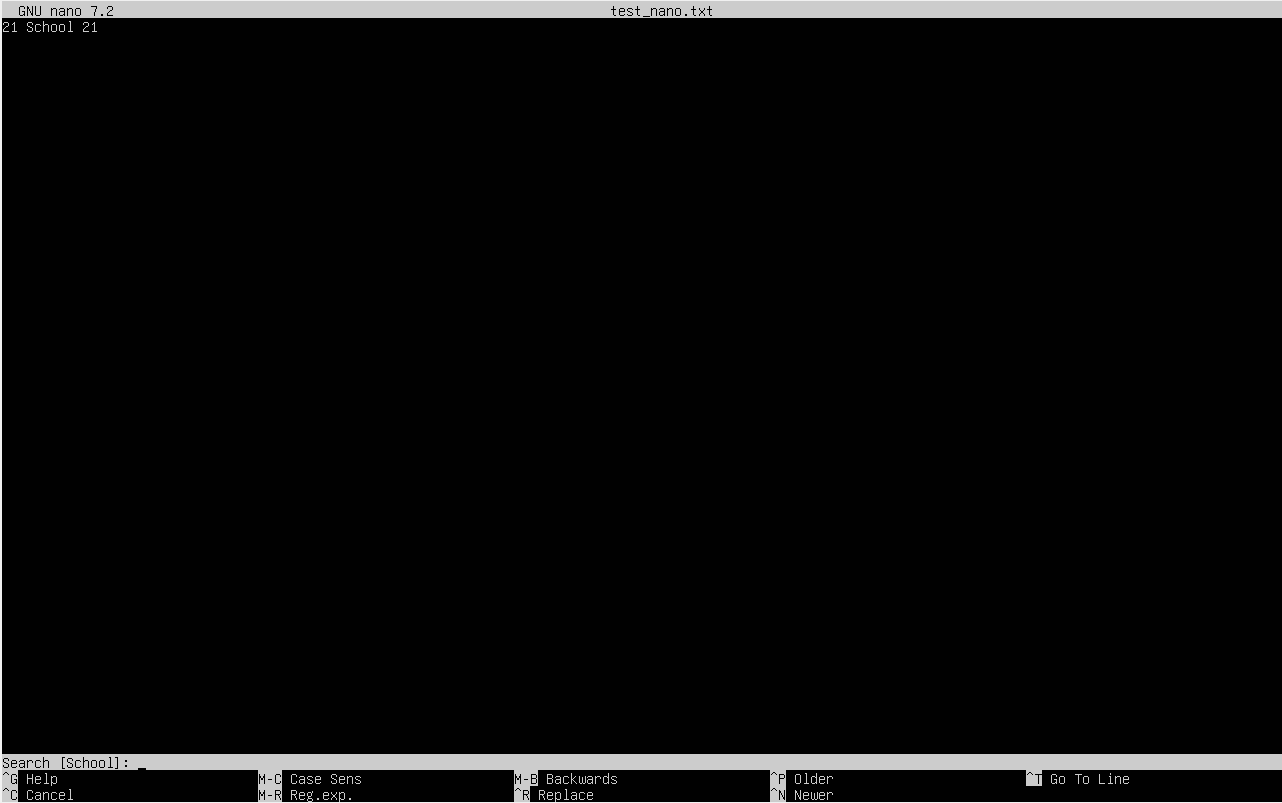 GNU nano 7.2 test_nano.txt
21 School 21
Search [School]: _
^G Help M-C Case Sens M-B Backwards ^P Older ^T Go To Line
^C Cancel M-R Reg.exp. ^R Replace ^N Newer